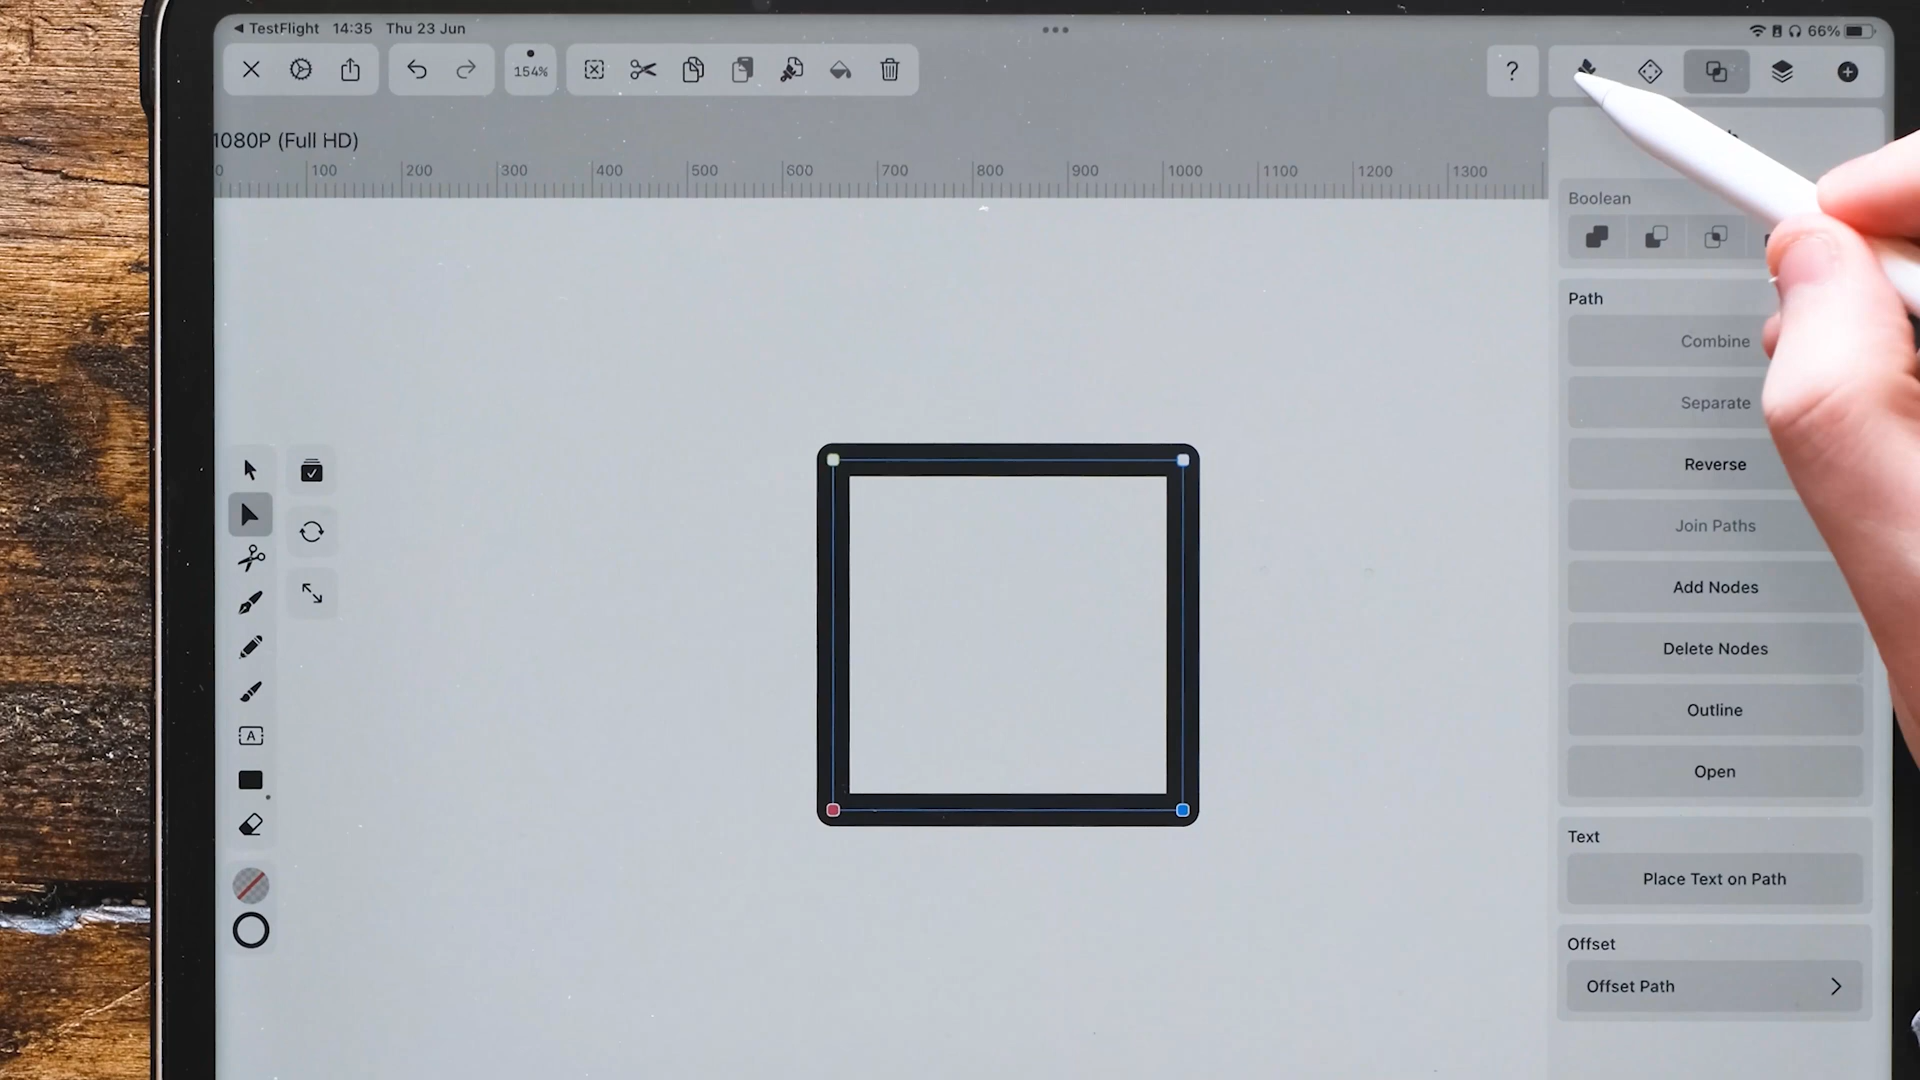 ◀ TestFlight 14:35 Thu 23 Jun
66%
154%
?
1080P (Full HD)
0 100 200 300 400 500 600 700 800 900 1000 1100 1200 1300
Boolean
Path
Combine
Separate
Reverse
Join Paths
Add Nodes
Delete Nodes
Outline
Open
A
Text
Place Text on Path
Offset
Offset Path